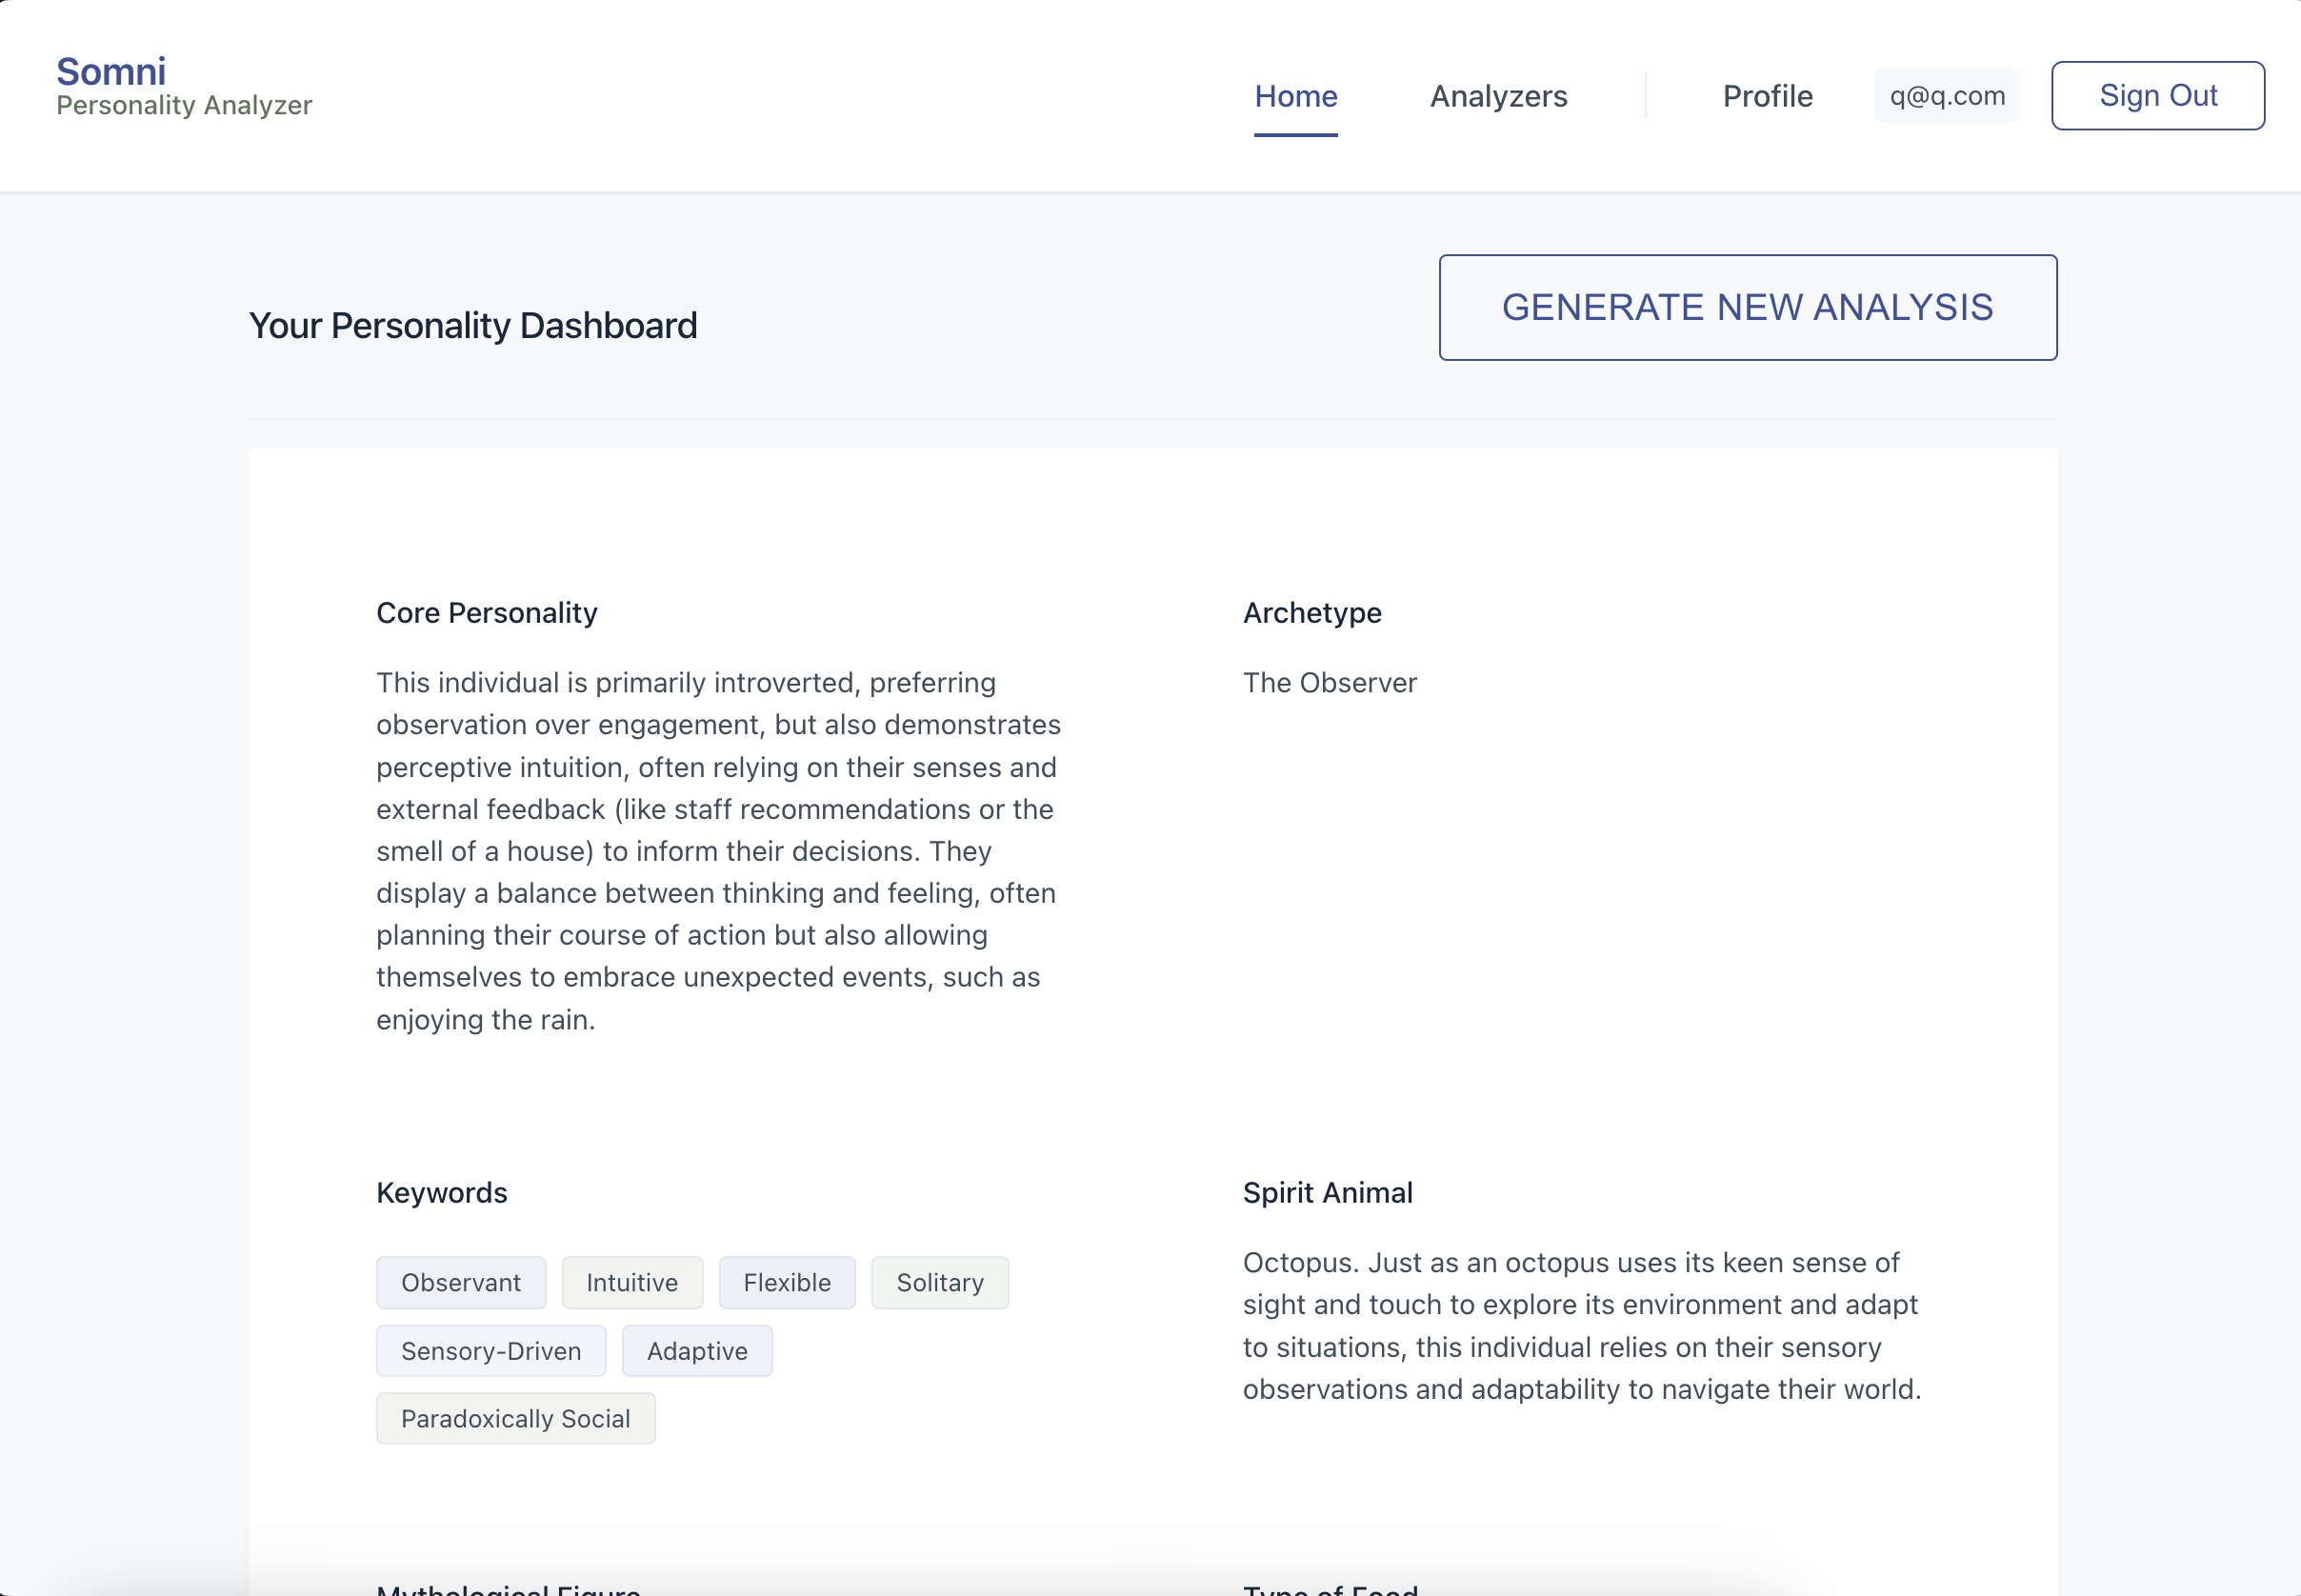 Somni
Personality Analyzer
Home
Analyzers
Profile
q@q.com
Sign Out
Your Personality Dashboard
GENERATE NEW ANALYSIS
Core Personality
This individual is primarily introverted, preferring
observation over engagement, but also demonstrates
perceptive intuition, often relying on their senses and
external feedback (like staff recommendations or the
smell of a house) to inform their decisions. They
display a balance between thinking and feeling, often
planning their course of action but also allowing
themselves to embrace unexpected events, such as
enjoying the rain.
Archetype
The Observer
Keywords
Observant
Intuitive
Flexible
Solitary
Sensory-Driven
Adaptive
Paradoxically Social
Spirit Animal
Octopus. Just as an octopus uses its keen sense of
sight and touch to explore its environment and adapt
to situations, this individual relies on their sensory
observations and adaptability to navigate their world.
Mythological Figure
Type of Food